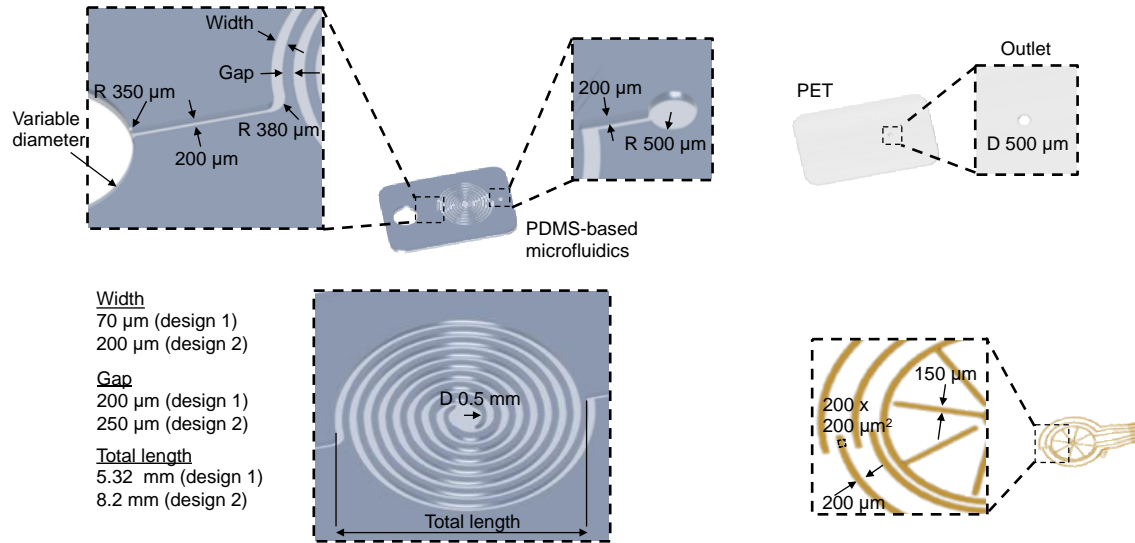 Width
Gap
R 350 µm
Variable
diameter
200 µm
R 380 µm
200 µm
R 500 µm
PDMS-based
microfluidics
PET
Outlet
D 500 µm
Width
70 µm (design 1)
200 µm (design 2)
Gap
200 µm (design 1)
250 µm (design 2)
Total length
5.32  mm (design 1)
8.2 mm (design 2)
D 0.5 mm
Total length
150 µm
200 x
200 µm²
200 µm